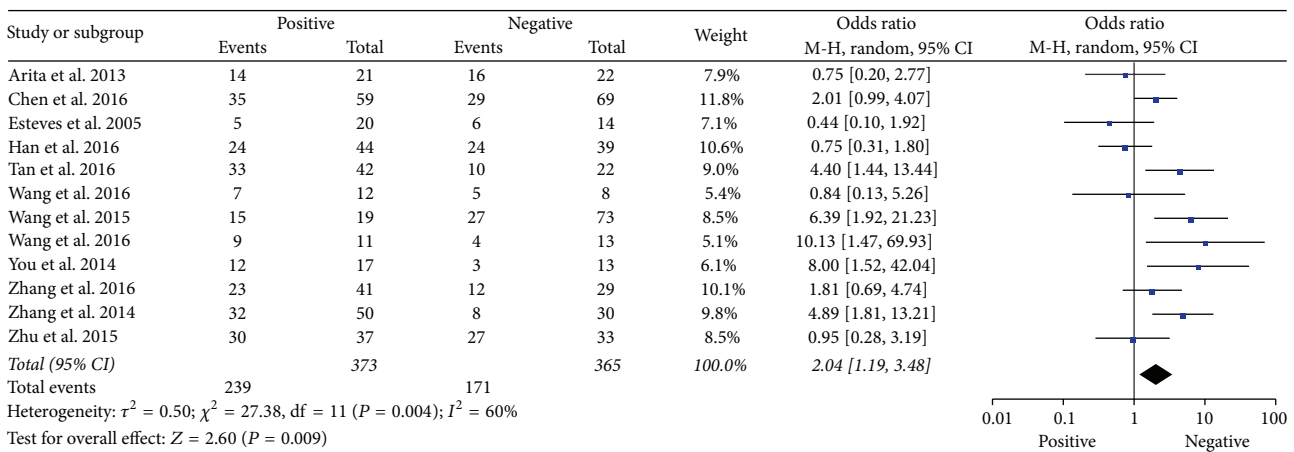 Study or subgroup Positive Negative Weight Odds ratio Odds ratio
Events Total Events Total M-H, random, 95% CI M-H, random, 95% CI
Arita et al. 2013 14 21 16 22 7.9% 0.75 [0.20, 2.77]
Chen et al. 2016 35 59 29 69 11.8% 2.01 [0.99, 4.07]
Esteves et al. 2005 5 20 6 14 7.1% 0.44 [0.10, 1.92]
Han et al. 2016 24 44 24 39 10.6% 0.75 [0.31, 1.80]
Tan et al. 2016 33 42 10 22 9.0% 4.40 [1.44, 13.44]
Wang et al. 2016 7 12 5 8 5.4% 0.84 [0.13, 5.26]
Wang et al. 2015 15 19 27 73 8.5% 6.39 [1.92, 21.23]
Wang et al. 2016 9 11 4 13 5.1% 10.13 [1.47, 69.93]
You et al. 2014 12 17 3 13 6.1% 8.00 [1.52, 42.04]
Zhang et al. 2016 23 41 12 29 10.1% 1.81 [0.69, 4.74]
Zhang et al. 2014 32 50 8 30 9.8% 4.89 [1.81, 13.21]
Zhu et al. 2015 30 37 27 33 8.5% 0.95 [0.28, 3.19]
Total (95% CI) 373 365 100.0% 2.04 [1.19, 3.48]
Total events 239 171
Heterogeneity: τ² = 0.50; χ² = 27.38, df = 11 (P = 0.004); I² = 60%
Test for overall effect: Z = 2.60 (P = 0.009)
0.01 0.1 1 10 100
Positive Negative